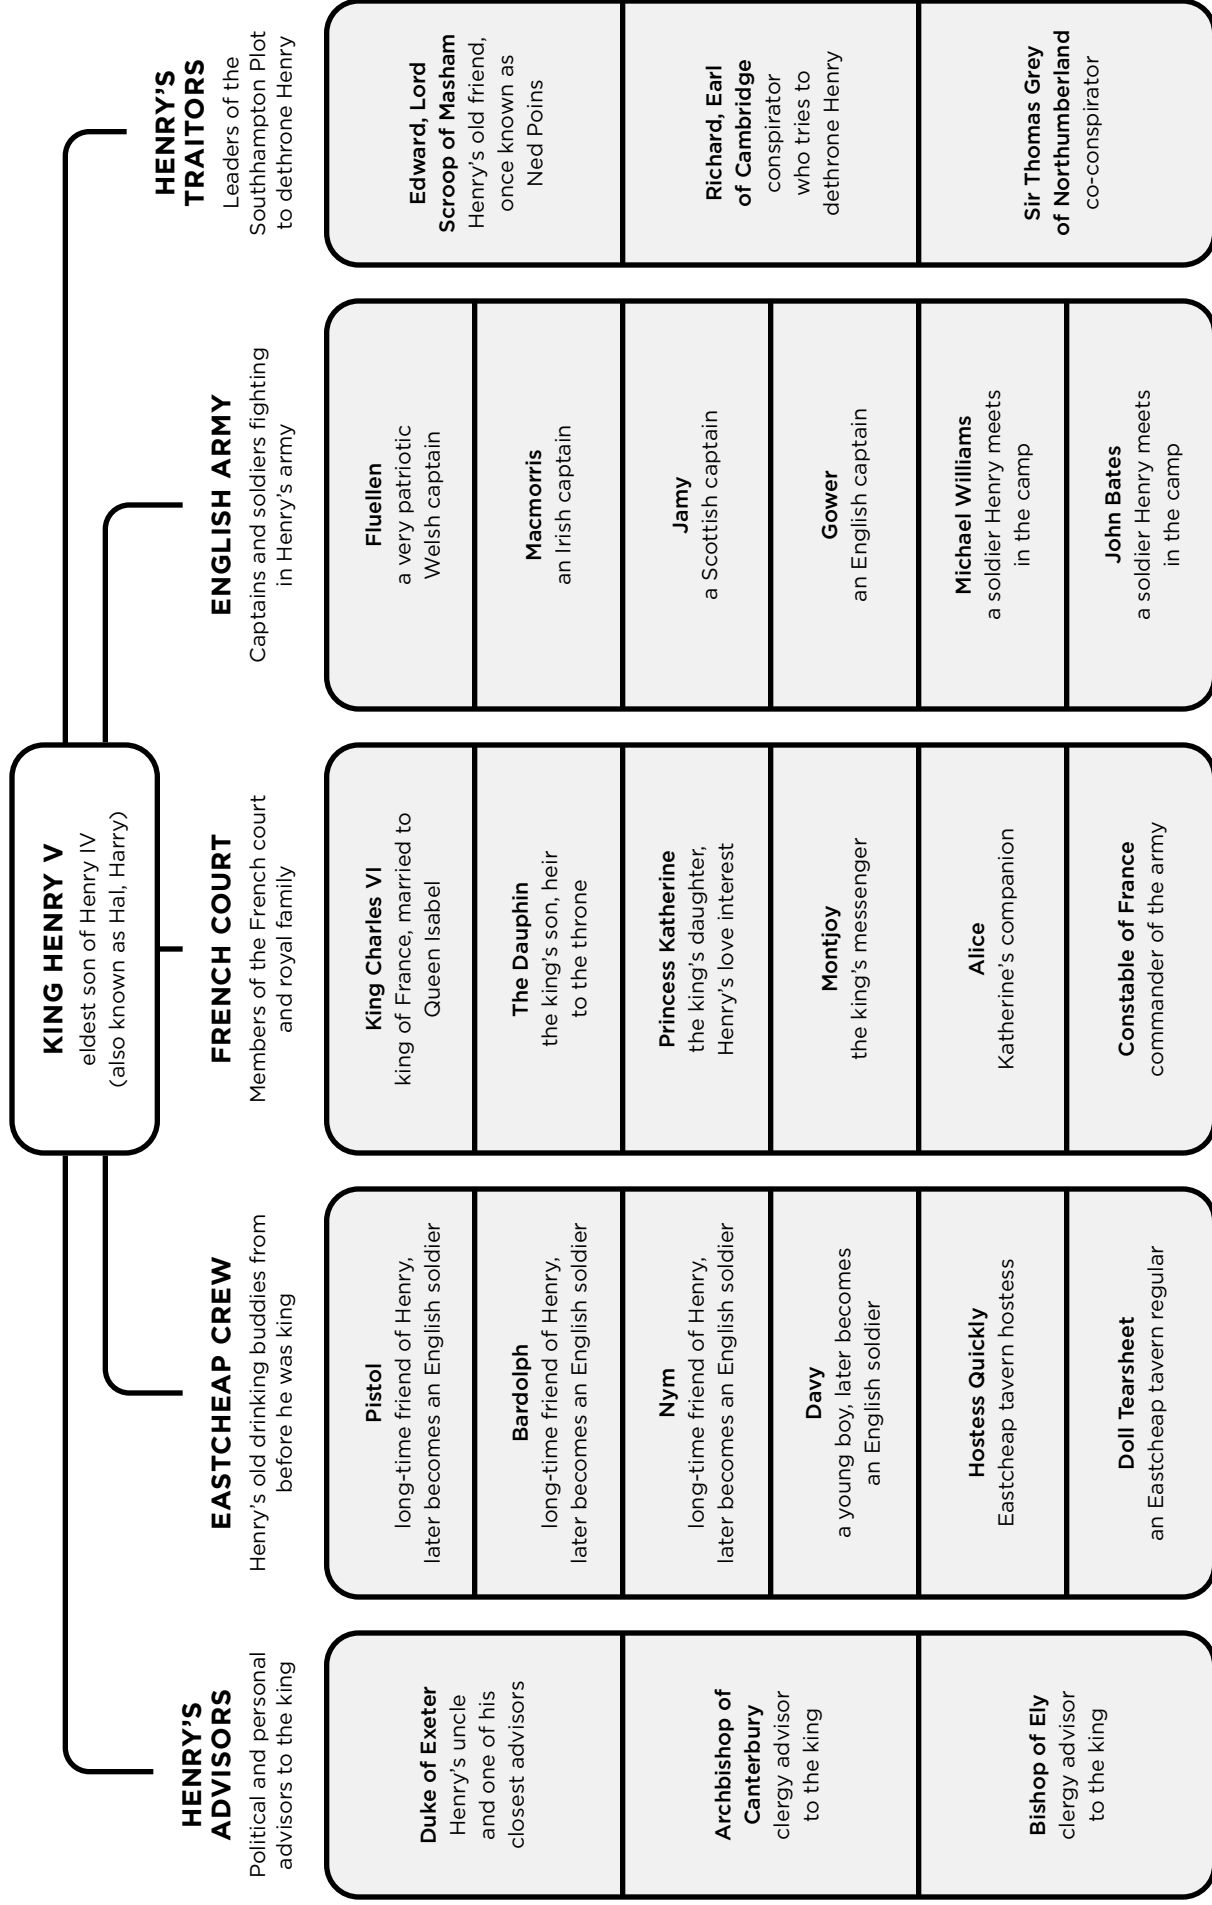 KING HENRY V
eldest son of Henry IV
(also known as Hal, Harry)
HENRY’S
ADVISORS
Political and personal
advisors to the king
Duke of Exeter
Henry’s uncle
and one of his
closest advisors
Archbishop of
Canterbury
clergy advisor
to the king
Bishop of Ely
clergy advisor
to the king
EASTCHEAP CREW
Henry’s old drinking buddies from
before he was king
Pistol
long-time friend of Henry,
later becomes an English soldier
Bardolph
long-time friend of Henry,
later becomes an English soldier
Nym
long-time friend of Henry,
later becomes an English soldier
Davy
a young boy, later becomes
an English soldier
Hostess Quickly
Eastcheap tavern hostess
Doll Tearsheet
an Eastcheap tavern regular
FRENCH COURT
Members of the French court
and royal family
King Charles VI
king of France, married to
Queen Isabel
The Dauphin
the king’s son, heir
to the throne
Princess Katherine
the king’s daughter,
Henry’s love interest
Montjoy
the king’s messenger
Alice
Katherine’s companion
Constable of France
commander of the army
ENGLISH ARMY
Captains and soldiers fighting
in Henry’s army
Fluellen
a very patriotic
Welsh captain
Macmorris
an Irish captain
Jamy
a Scottish captain
Gower
an English captain
Michael Williams
a soldier Henry meets
in the camp
John Bates
a soldier Henry meets
in the camp
HENRY’S
TRAITORS
Leaders of the
Southhampton Plot
to dethrone Henry
Edward, Lord
Scroop of Masham
Henry’s old friend,
once known as
Ned Poins
Richard, Earl
of Cambridge
conspirator
who tries to
dethrone Henry
Sir Thomas Grey
of Northumberland
co-conspirator